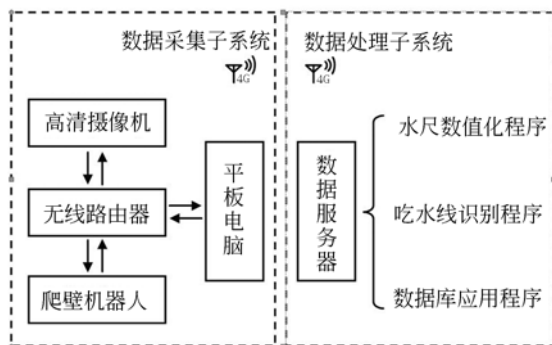 数据采集子系统
4G
高清摄像机
无线路由器
爬壁机器人
平板电脑
数据处理子系统
4G
数据服务器
水尺数值化程序
吃水线识别程序
数据库应用程序